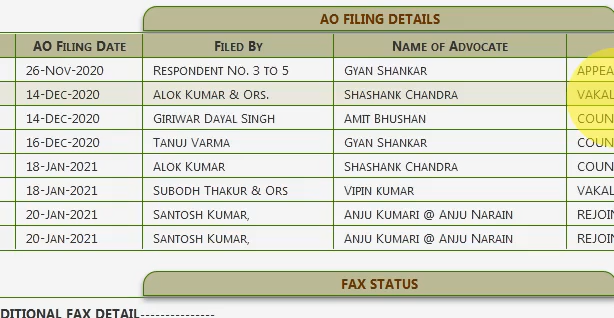 AO FILING DETAILS
AO FILING DATE FILED BY NAME OF ADVOCATE
26-NOV-2020 RESPONDENT NO. 3 TO 5 GYAN SHANKAR
14-DEC-2020 ALOK KUMAR & ORS. SHASHANK CHANDRA
14-DEC-2020 GIRIWAR DAYAL SINGH AMIT BHUSHAN
16-DEC-2020 TANUJ VARMA GYAN SHANKAR
18-JAN-2021 ALOK KUMAR SHASHANK CHANDRA
18-JAN-2021 SUBODH THAKUR & ORS VIPIN KUMAR
20-JAN-2021 SANTOSH KUMAR, ANJU KUMARI @ ANJU NARAIN
20-JAN-2021 SANTOSH KUMAR, ANJU KUMARI @ ANJU NARAIN
FAX STATUS
DITIONAL FAX DETAIL---------------